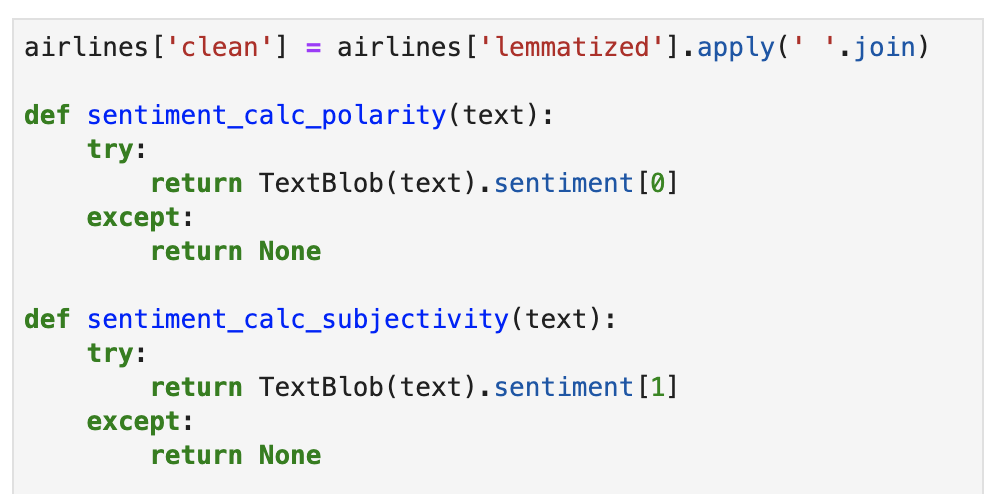 airlines['clean'] = airlines['lemmatized'].apply(' '.join)
def sentiment_calc_polarity(text):
    try:
        return TextBlob(text).sentiment[0]
    except:
        return None
def sentiment_calc_subjectivity(text):
    try:
        return TextBlob(text).sentiment[1]
    except:
        return None